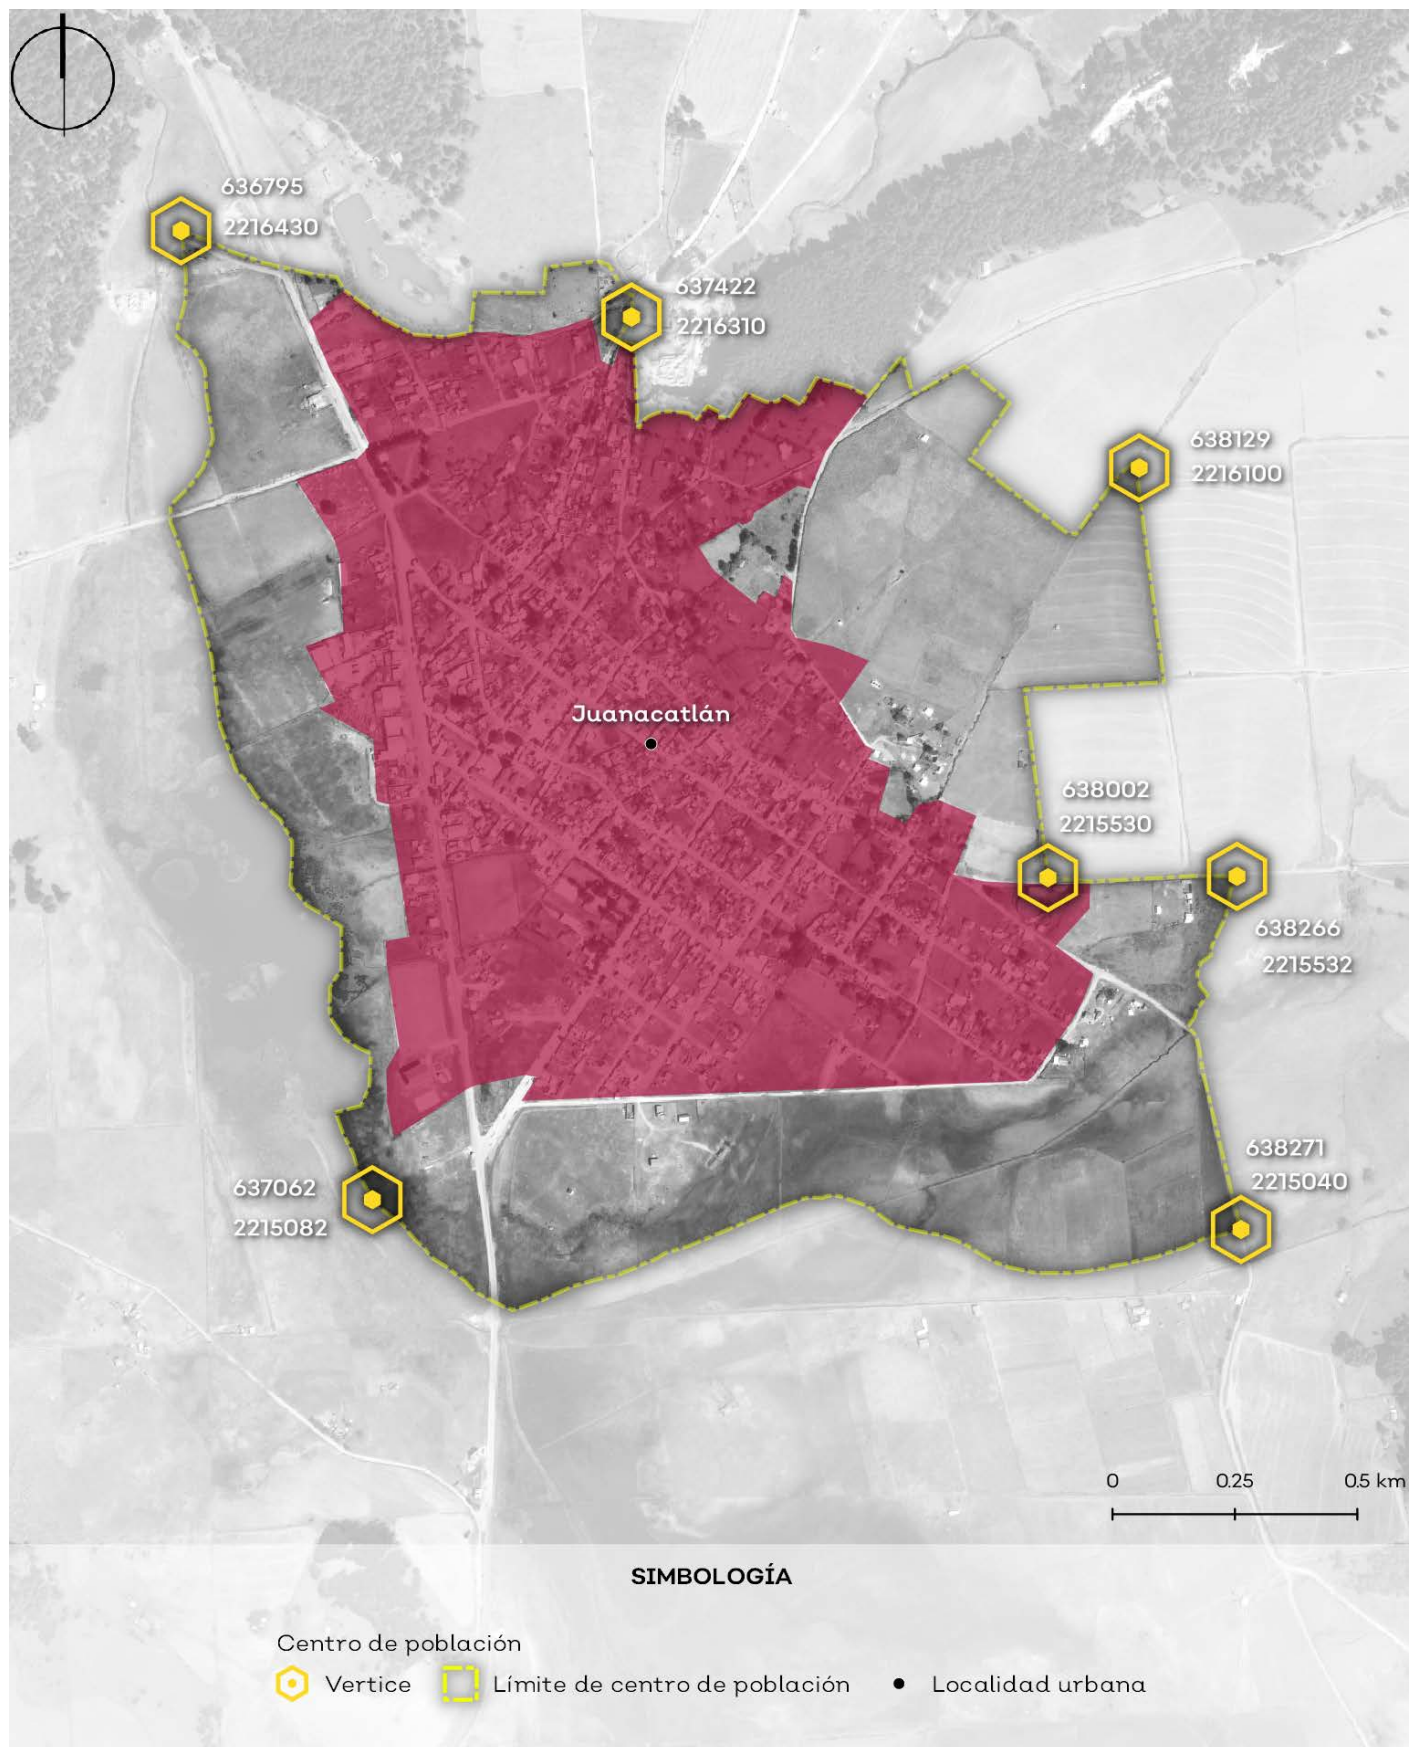 636795
2216430
637422
2216310
638129
2216100
Juanacatlán
638002
2215530
638266
2215532
638271
2215040
637062
2215082
0 0.25 0.5 km
SIMBOLOGÍA
Centro de población
Vertice Límite de centro de población Localidad urbana